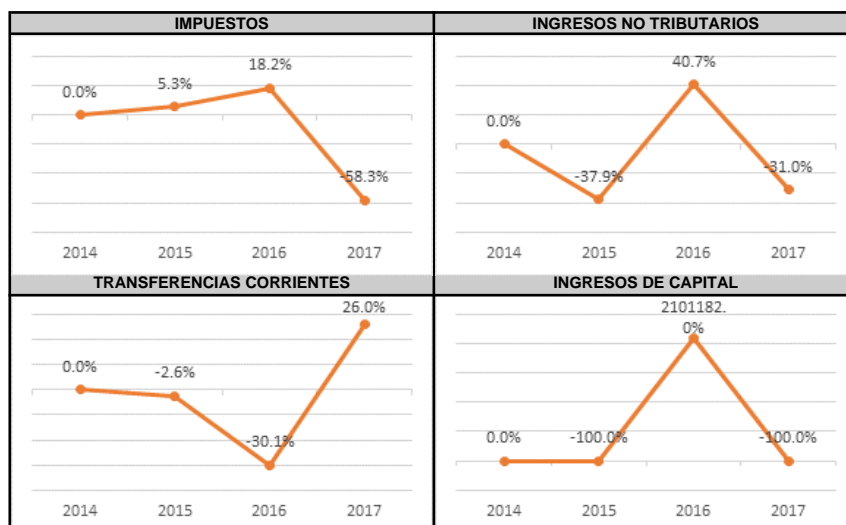 IMPUESTOS
18.2%
5.3%
0.0%
-58.3%
2014 2015 2016 2017
INGRESOS NO TRIBUTARIOS
40.7%
0.0%
-37.9%
-31.0%
2014 2015 2016 2017
TRANSFERENCIAS CORRIENTES
26.0%
0.0%
-2.6%
-30.1%
2014 2015 2016 2017
INGRESOS DE CAPITAL
2101182.
0%
0.0% -100.0% -100.0%
2014 2015 2016 2017